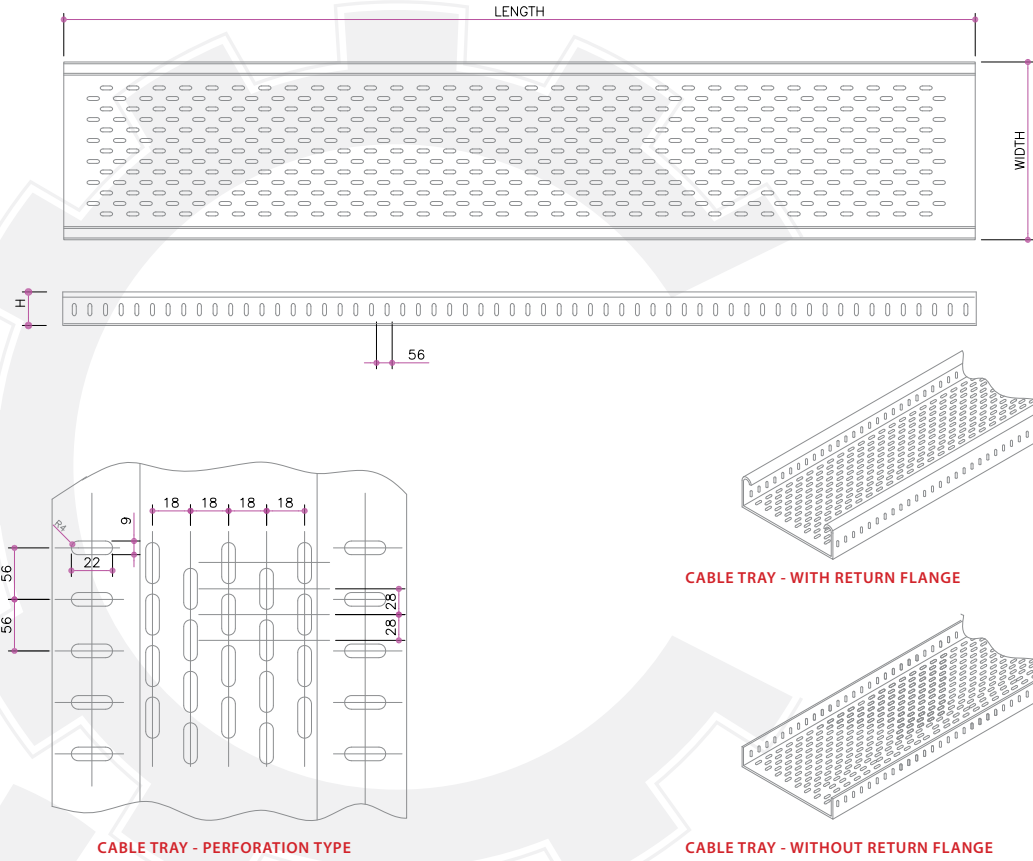 LENGTH
WIDTH
H
56
18 18 18 18
R4
9
22
56
56
28
28
CABLE TRAY - WITH RETURN FLANGE
CABLE TRAY - PERFORATION TYPE
CABLE TRAY - WITHOUT RETURN FLANGE